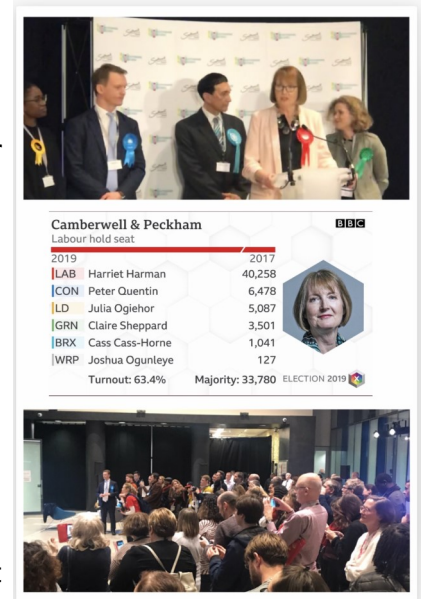 Camberwell & Peckham
BBC
Labour hold seat
2019 2017
LAB Harriet Harman 40,258
CON Peter Quentin 6,478
LD Julia Ogiehor 5,087
GRN Claire Sheppard 3,501
BRX Cass Cass-Horne 1,041
WRP Joshua Ogunleye 127
Turnout: 63.4% Majority: 33,780 ELECTION 2019